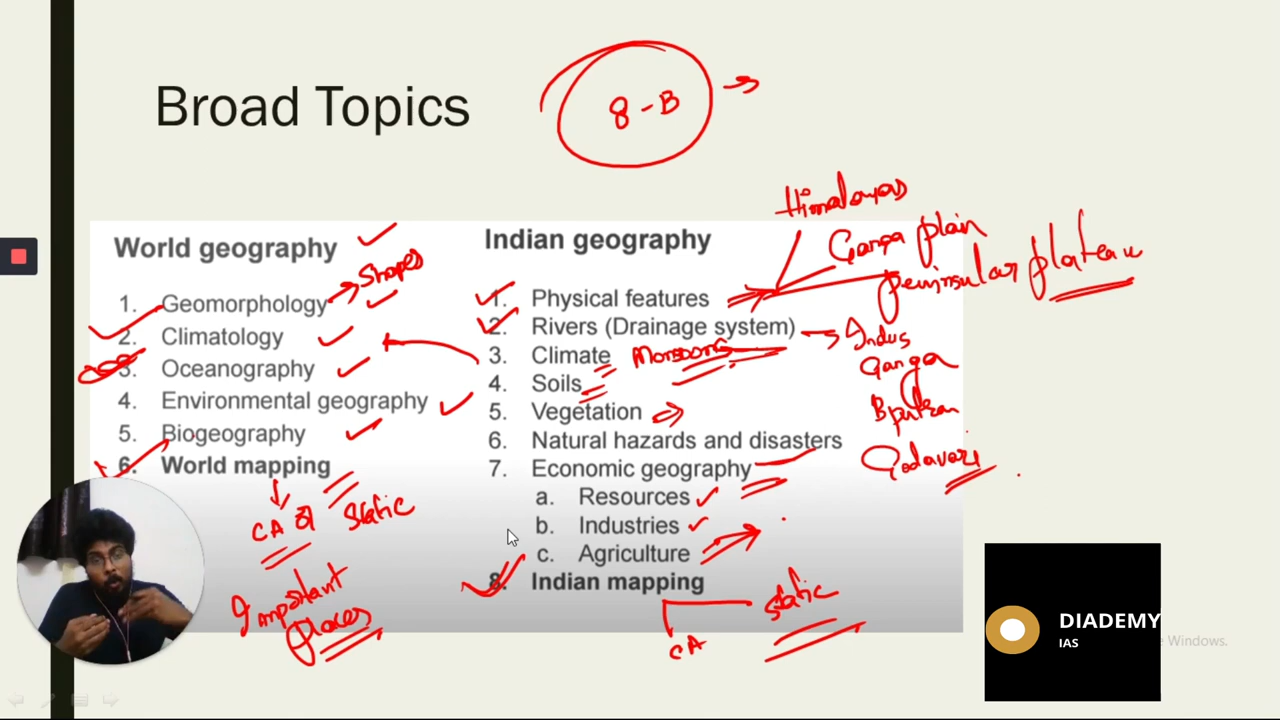 Broad Topics
8-B →
Himalayas
Ganga plain
Peninsular plateau
World geography
Shapes
1. Geomorphology
2. Climatology
3. Oceanography
4. Environmental geography
5. Biogeography
6. World mapping
CA & Static
Important
places
Indian geography
1. Physical features
2. Rivers (Drainage system)
Indus
Ganga
Godavari
3. Climate Monsoons
4. Soils
5. Vegetation
6. Natural hazards and disasters
7. Economic geography
a. Resources
b. Industries
c. Agriculture
8. Indian mapping
Static
CA
DIADEMY
IAS
Windows.